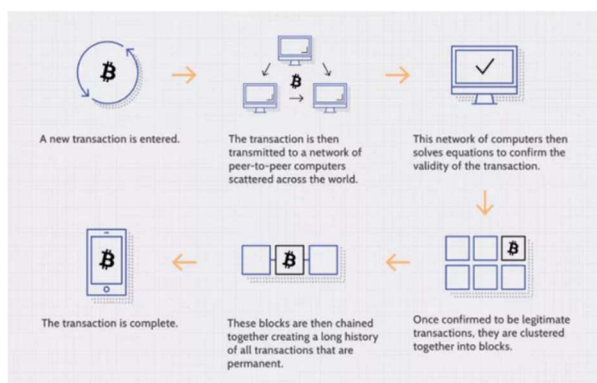 A new transaction is entered.
The transaction is then
transmitted to a network of
peer-to-peer computers
scattered across the world.
This network of computers then
solves equations to confirm the
validity of the transaction.
Once confirmed to be legitimate
transactions, they are clustered
together into blocks.
These blocks are then chained
together creating a long history
of all transactions that are
permanent.
The transaction is complete.